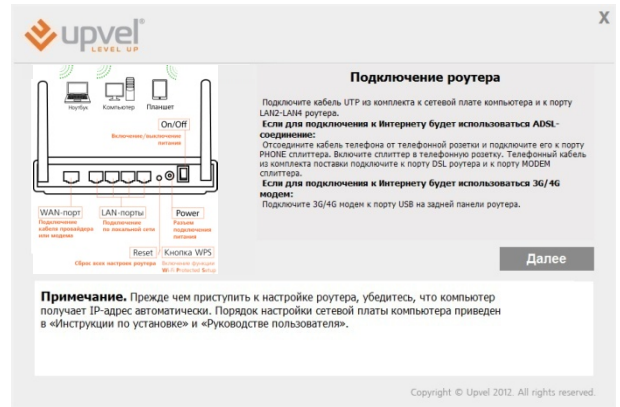 X
upvel®
LEVEL UP
Ноутбук Компьютер Планшет
On/Off
Включение/выключение
питания
WAN-порт
Подключение
кабеля провайдера
или модема
LAN-порты
Подключение
по локальной сети
Power
Разъем
подключения
питания
Reset
Сброс всех настроек роутера
Кнопка WPS
Включение функции
Wi-Fi Protected Setup
Подключение роутера
Подключите кабель UTP из комплекта к сетевой плате компьютера и к порту
LAN2-LAN4 роутера.
Если для подключения к Интернету будет использоваться ADSL-
соединение:
Отсоедините кабель телефона от телефонной розетки и подключите его к порту
PHONE сплиттера. Включите сплиттер в телефонную розетку. Телефонный кабель
из комплекта поставки подключите к порту DSL роутера и к порту MODEM
сплиттера.
Если для подключения к Интернету будет использоваться 3G/4G
модем:
Подключите 3G/4G модем к порту USB на задней панели роутера.
Далее
Примечание. Прежде чем приступить к настройке роутера, убедитесь, что компьютер
получает IP-адрес автоматически. Порядок настройки сетевой платы компьютера приведен
в «Инструкции по установке» и «Руководстве пользователя».
Copyright © Upvel 2012. All rights reserved.